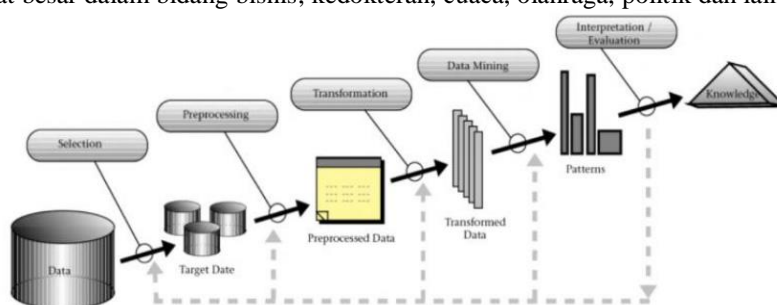 besar dalam bidang bisnis, kedokteran, cuaca, olahraga, politik dan lain
Interpretation /
Evaluation
Data Mining
Knowledge
Transformation
Preprocessing
Selection
Patterns
Transformed
Data
Preprocessed Data
Target Date
Data